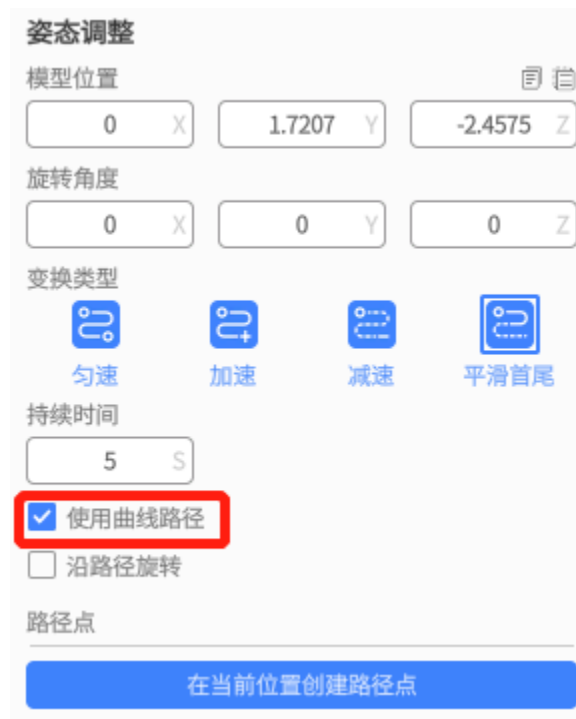 姿态调整
模型位置
0 X 1.7207 Y -2.4575 Z
旋转角度
0 X 0 Y 0 Z
变换类型
匀速 加速 减速 平滑首尾
持续时间
5 S
使用曲线路径
沿路径旋转
路径点
在当前位置创建路径点